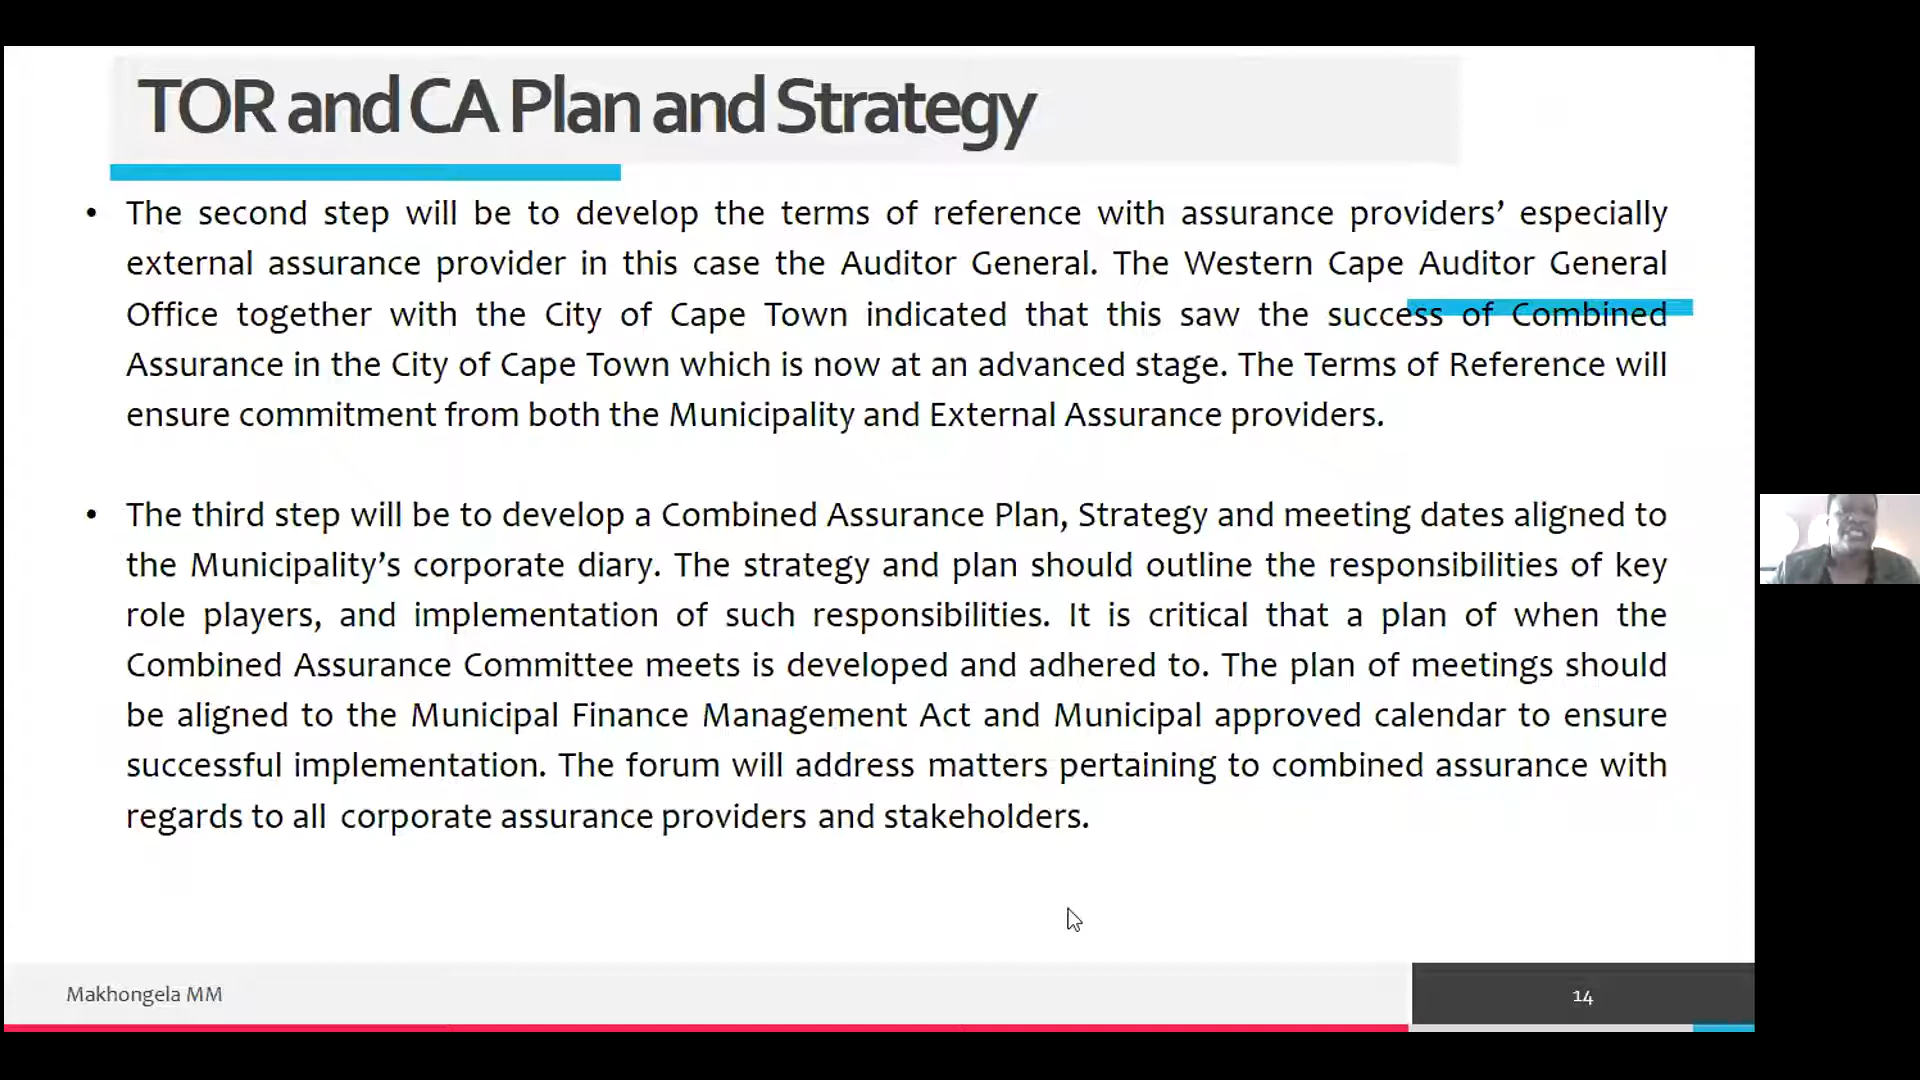 TOR and CA Plan and Strategy
• The second step will be to develop the terms of reference with assurance providers’ especially
external assurance provider in this case the Auditor General. The Western Cape Auditor General
Office together with the City of Cape Town indicated that this saw the success of Combined
Assurance in the City of Cape Town which is now at an advanced stage. The Terms of Reference will
ensure commitment from both the Municipality and External Assurance providers.
• The third step will be to develop a Combined Assurance Plan, Strategy and meeting dates aligned to
the Municipality’s corporate diary. The strategy and plan should outline the responsibilities of key
role players, and implementation of such responsibilities. It is critical that a plan of when the
Combined Assurance Committee meets is developed and adhered to. The plan of meetings should
be aligned to the Municipal Finance Management Act and Municipal approved calendar to ensure
successful implementation. The forum will address matters pertaining to combined assurance with
regards to all corporate assurance providers and stakeholders.
Makhongela MM
14